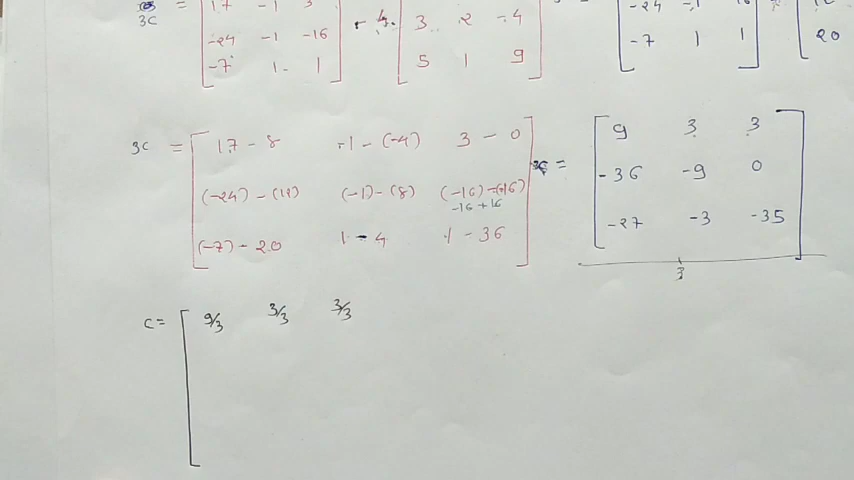 = [ 17 -1 3 - 4. [ = [
3C
-24 -1 -16 3 2 -4 -24 -1 16
-7 1 1 ] 5 1 9 ] -7 1 1 ] [ 20
3C = [ 17 - 8 -1 - (-4) 3 - 0 ] = [ 9 3 3 ]
(-24) - (12) (-1) - (8) (-16) - (-16) -36 -9 0
-16 + 16
(-7) - 20 1 - 4 1 - 36 -27 -3 -35
3
C = [ 9/3 3/3 3/3